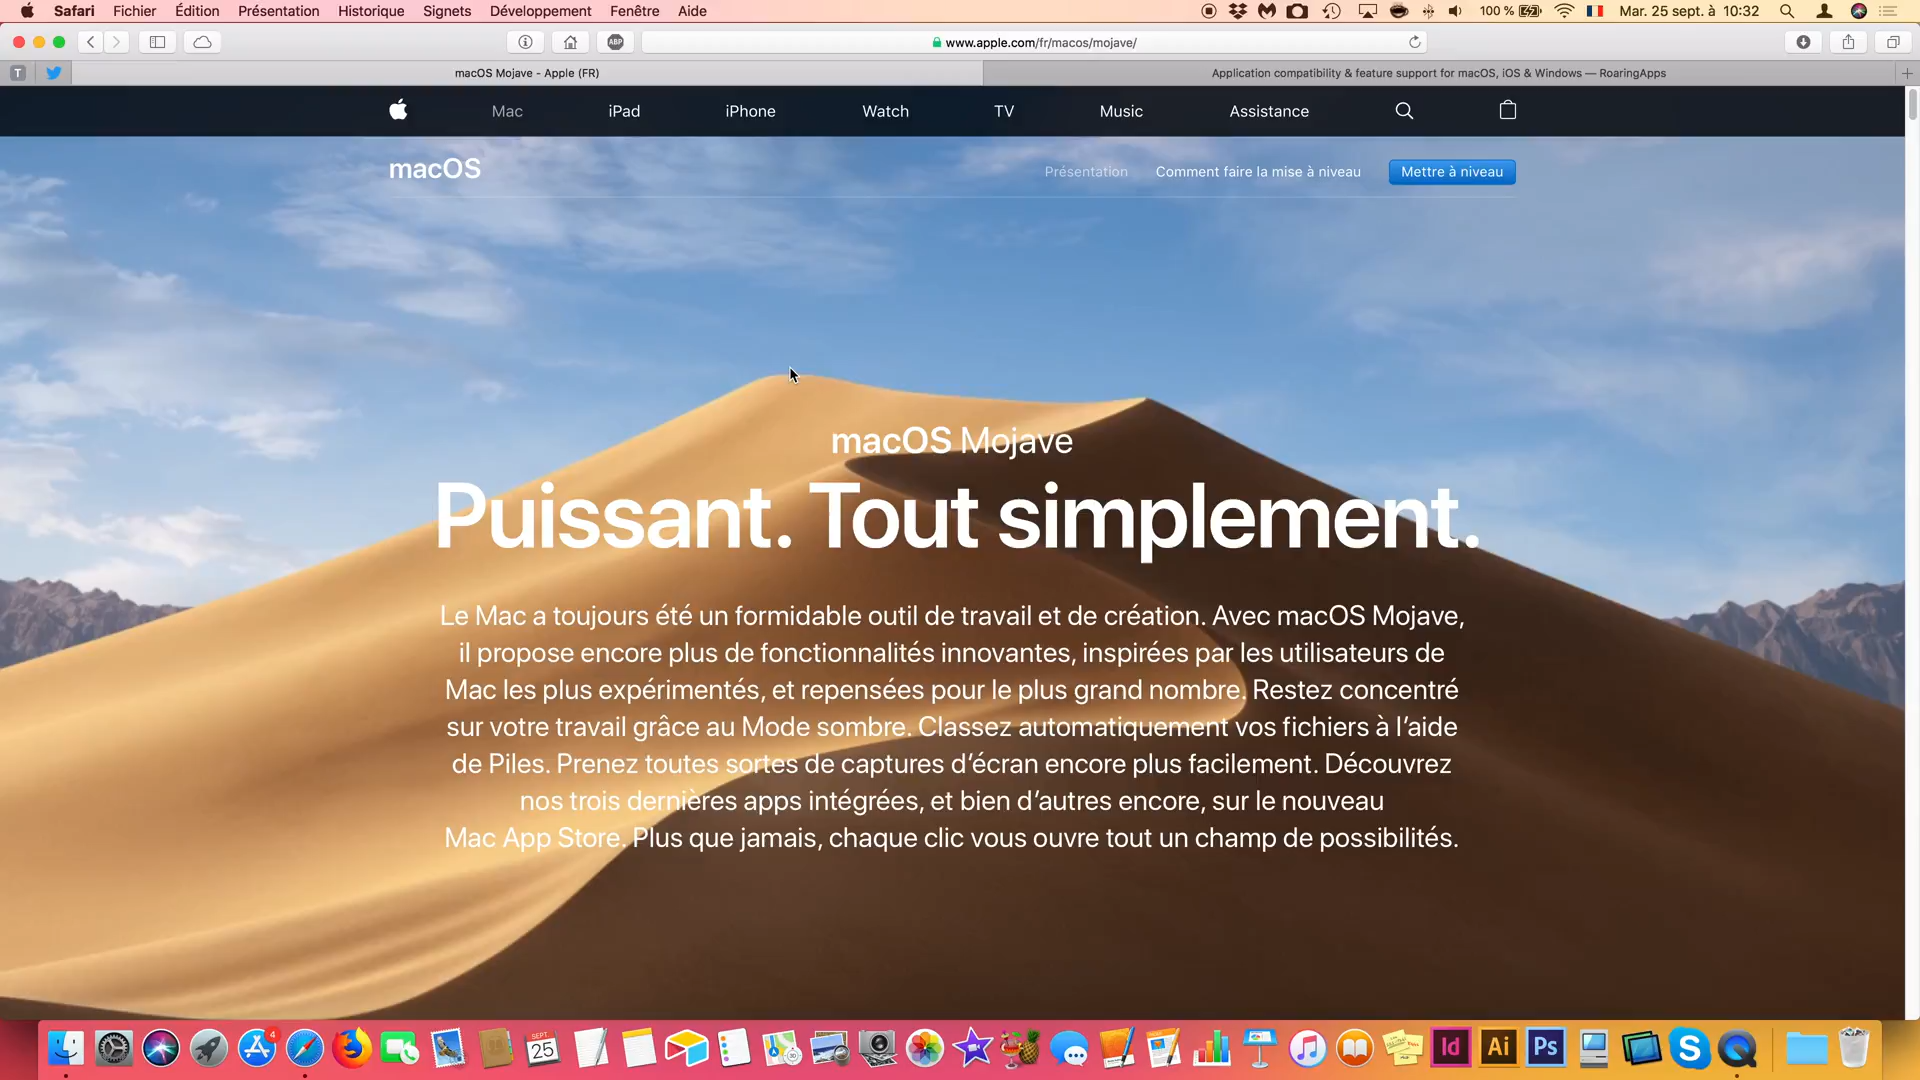 Safari Fichier Édition Présentation Historique Signets Développement Fenêtre Aide 100 % Mar. 25 sept. à 10:32
ABP www.apple.com/fr/macos/mojave/
T macOS Mojave - Apple (FR) Application compatibility & feature support for macOS, iOS & Windows — RoaringApps
Mac iPad iPhone Watch TV Music Assistance
macOS Présentation Comment faire la mise à niveau Mettre à niveau
macOS Mojave
Puissant. Tout simplement.
Le Mac a toujours été un formidable outil de travail et de création. Avec macOS Mojave,
il propose encore plus de fonctionnalités innovantes, inspirées par les utilisateurs de
Mac les plus expérimentés, et repensées pour le plus grand nombre. Restez concentré
sur votre travail grâce au Mode sombre. Classez automatiquement vos fichiers à l’aide
de Piles. Prenez toutes sortes de captures d’écran encore plus facilement. Découvrez
nos trois dernières apps intégrées, et bien d’autres encore, sur le nouveau
Mac App Store. Plus que jamais, chaque clic vous ouvre tout un champ de possibilités.
4 SEPT. 25 Id Ai Ps S